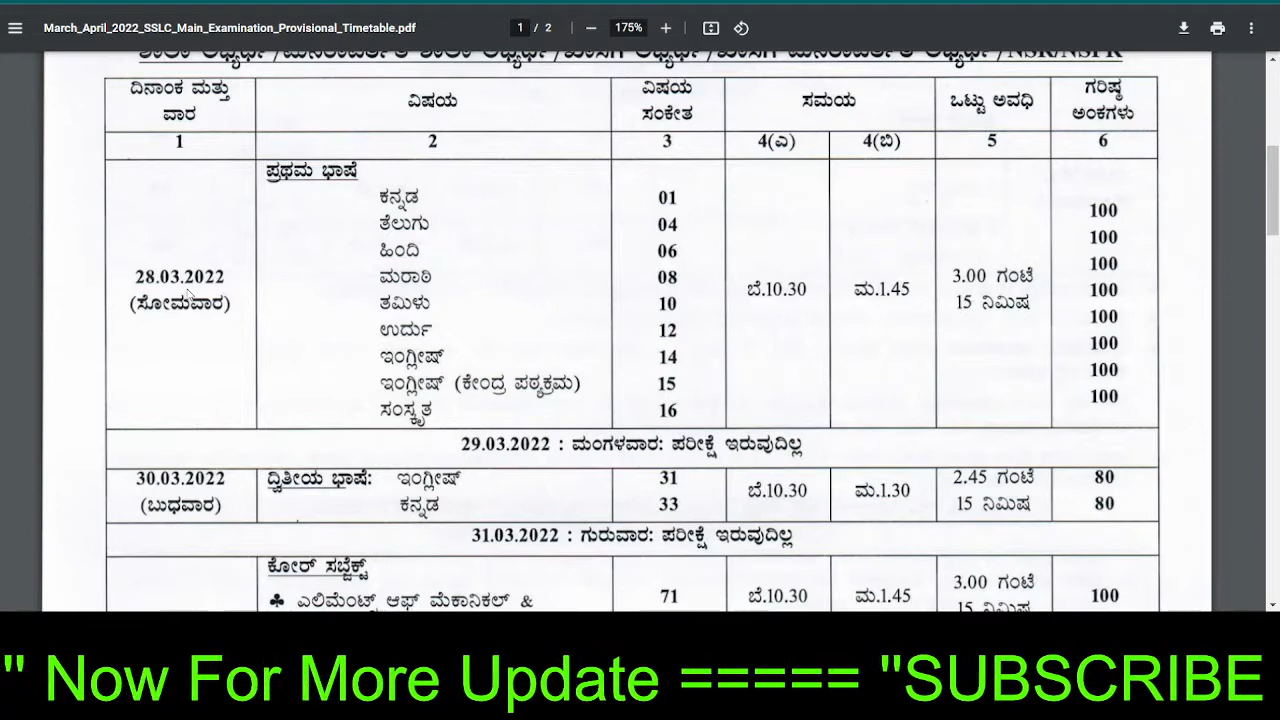 March_April_2022_SSLC_Main_Examination_Provisional_Timetable.pdf 1 / 2 175%
ದಿನಾಂಕ ಮತ್ತು ವಾರ ವಿಷಯ ವಿಷಯ ಸಂಕೇತ ಸಮಯ ಒಟ್ಟು ಅವಧಿ ಗರಿಷ್ಠ ಅಂಕಗಳು
1 2 3 4(ಎ) 4(ಬಿ) 5 6
ಪ್ರಥಮ ಭಾಷೆ
ಕನ್ನಡ 01 100
ತೆಲುಗು 04 100
ಹಿಂದಿ 06 100
28.03.2022 ಮರಾಠಿ 08 ಬೆ.10.30 ಮ.1.45 3.00 ಗಂಟೆ 100
(ಸೋಮವಾರ) ತಮಿಳು 10 15 ನಿಮಿಷ 100
ಉರ್ದು 12 100
ಇಂಗ್ಲೀಷ್ 14 100
ಇಂಗ್ಲೀಷ್ (ಕೇಂದ್ರ ಪಠ್ಯಕ್ರಮ) 15 100
ಸಂಸ್ಕೃತ 16
29.03.2022 : ಮಂಗಳವಾರ: ಪರೀಕ್ಷೆ ಇರುವುದಿಲ್ಲ
30.03.2022 ದ್ವಿತೀಯ ಭಾಷೆ: ಇಂಗ್ಲೀಷ್ 31 ಬೆ.10.30 ಮ.1.30 2.45 ಗಂಟೆ 80
(ಬುಧವಾರ) ಕನ್ನಡ 33 15 ನಿಮಿಷ 80
31.03.2022 : ಗುರುವಾರ: ಪರೀಕ್ಷೆ ಇರುವುದಿಲ್ಲ
ಕೋರ್ ಸಬ್ಜೆಕ್ಟ್ 3.00 ಗಂಟೆ
♣ ಎಲಿಮೆಂಟ್ಸ್ ಆಫ್ ಮೆಕಾನಿಕಲ್ & 71 ಬೆ.10.30 ಮ.1.45 15 ನಿಮಿಷ 100
" Now For More Update ===== "SUBSCRIBE